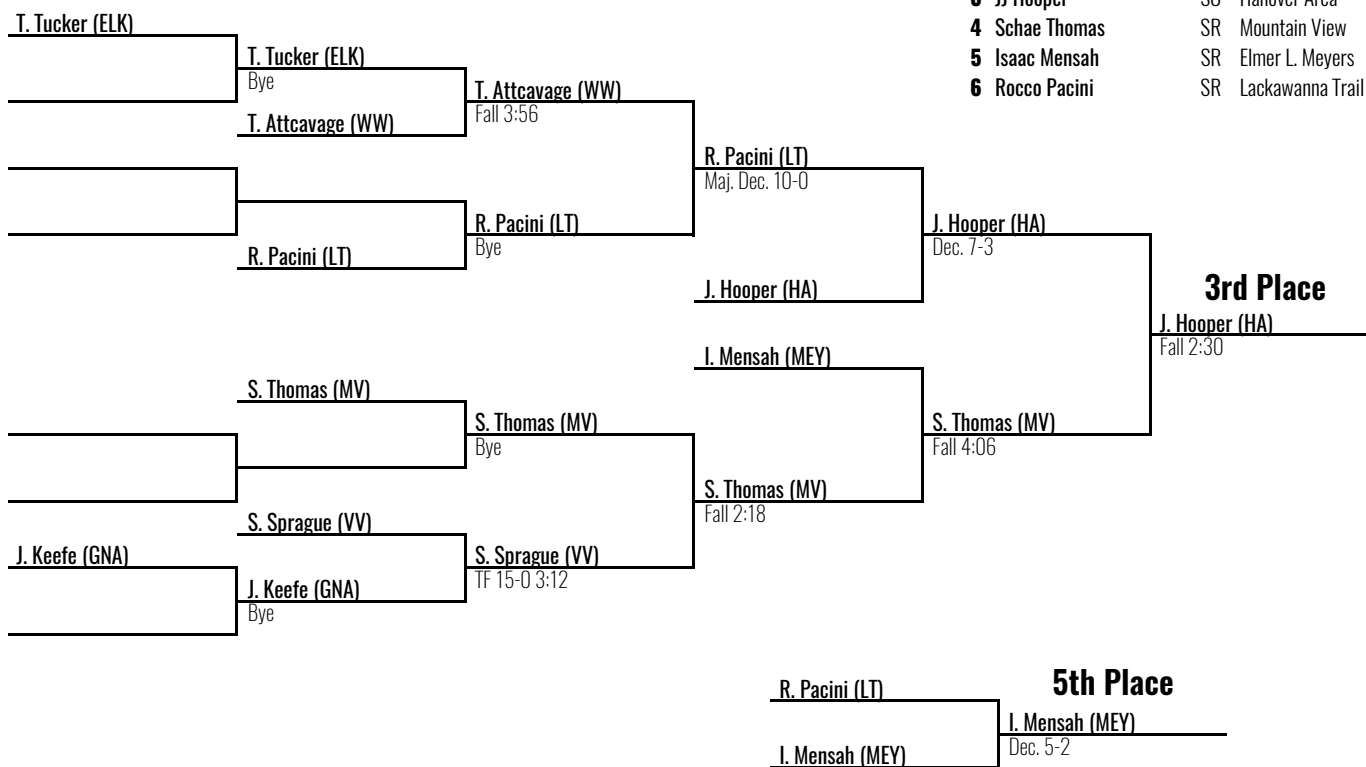 3 JJ Hooper SO Hanover Area
4 Schae Thomas SR Mountain View
5 Isaac Mensah SR Elmer L. Meyers
6 Rocco Pacini SR Lackawanna Trail
T. Tucker (ELK)
T. Tucker (ELK)
Bye
T. Attcavage (WW)
T. Attcavage (WW)
Fall 3:56
R. Pacini (LT)
Maj. Dec. 10-0
R. Pacini (LT)
Bye
R. Pacini (LT)
J. Hooper (HA)
Dec. 7-3
J. Hooper (HA)
3rd Place
J. Hooper (HA)
Fall 2:30
I. Mensah (MEY)
S. Thomas (MV)
S. Thomas (MV)
Bye
S. Thomas (MV)
Fall 4:06
S. Thomas (MV)
Fall 2:18
S. Sprague (VV)
J. Keefe (GNA)
S. Sprague (VV)
TF 15-0 3:12
J. Keefe (GNA)
Bye
5th Place
R. Pacini (LT)
I. Mensah (MEY)
Dec. 5-2
I. Mensah (MEY)